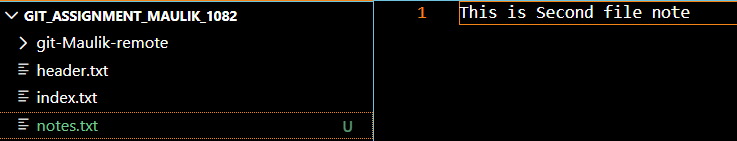 GIT_ASSIGNMENT_MAULIK_1082
git-Maulik-remote
header.txt
index.txt
notes.txt U
1 This is Second file note